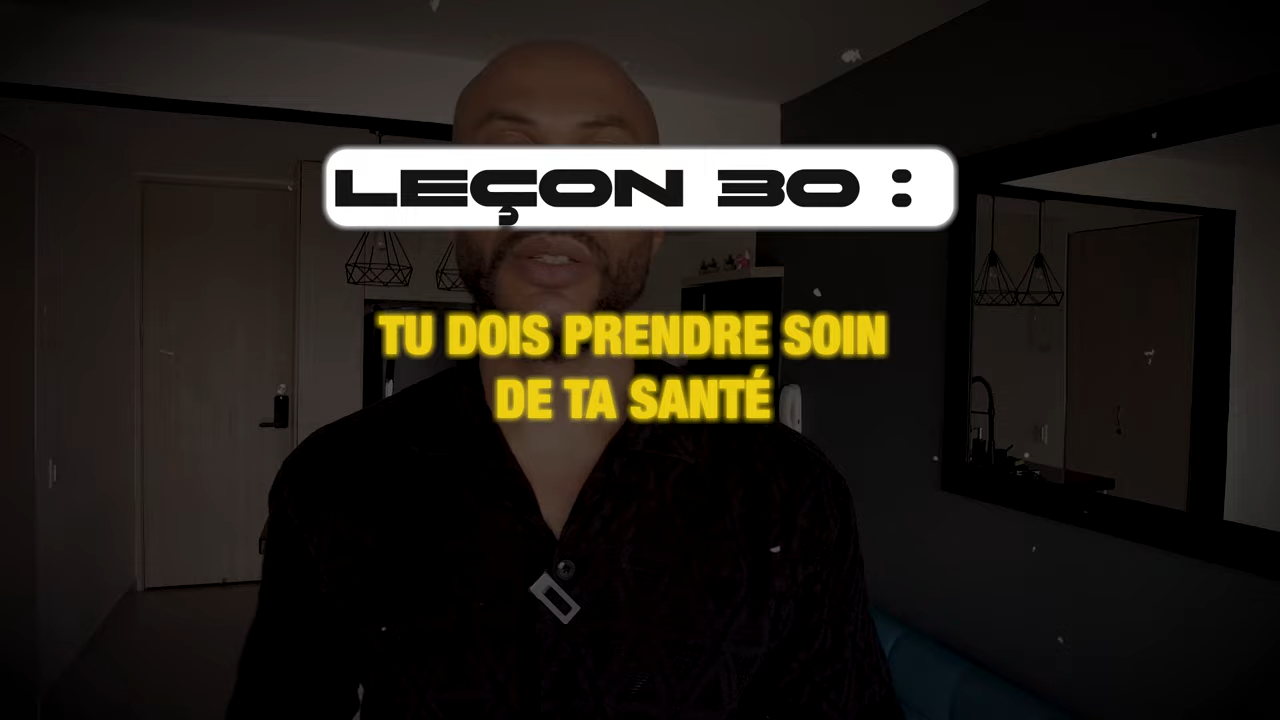 LEÇON 30 :
TU DOIS PRENDRE SOIN
DE TA SANTÉ